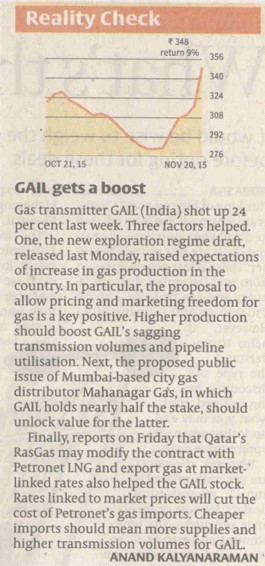 Reality Check
₹ 348
return 9%
356
340
324
308
292
276
OCT 21, 15
NOV 20, 15
GAIL gets a boost
Gas transmitter GAIL (India) shot up 24
per cent last week. Three factors helped.
One, the new exploration regime draft,
released last Monday, raised expectations
of increase in gas production in the
country. In particular, the proposal to
allow pricing and marketing freedom for
gas is a key positive. Higher production
should boost GAIL's sagging
transmission volumes and pipeline
utilisation. Next, the proposed public
issue of Mumbai-based city gas
distributor Mahanagar Gas, in which
GAIL holds nearly half the stake, should
unlock value for the latter.
Finally, reports on Friday that Qatar's
RasGas may modify the contract with
Petronet LNG and export gas at market-
linked rates also helped the GAIL stock.
Rates linked to market prices will cut the
cost of Petronet's gas imports. Cheaper
imports should mean more supplies and
higher transmission volumes for GAIL.
ANAND KALYANARAMAN